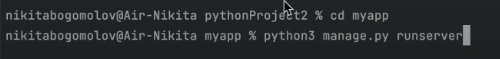 nikitabogomolov@Air-Nikita pythonProject2 % cd myapp
nikitabogomolov@Air-Nikita myapp % python3 manage.py runserver